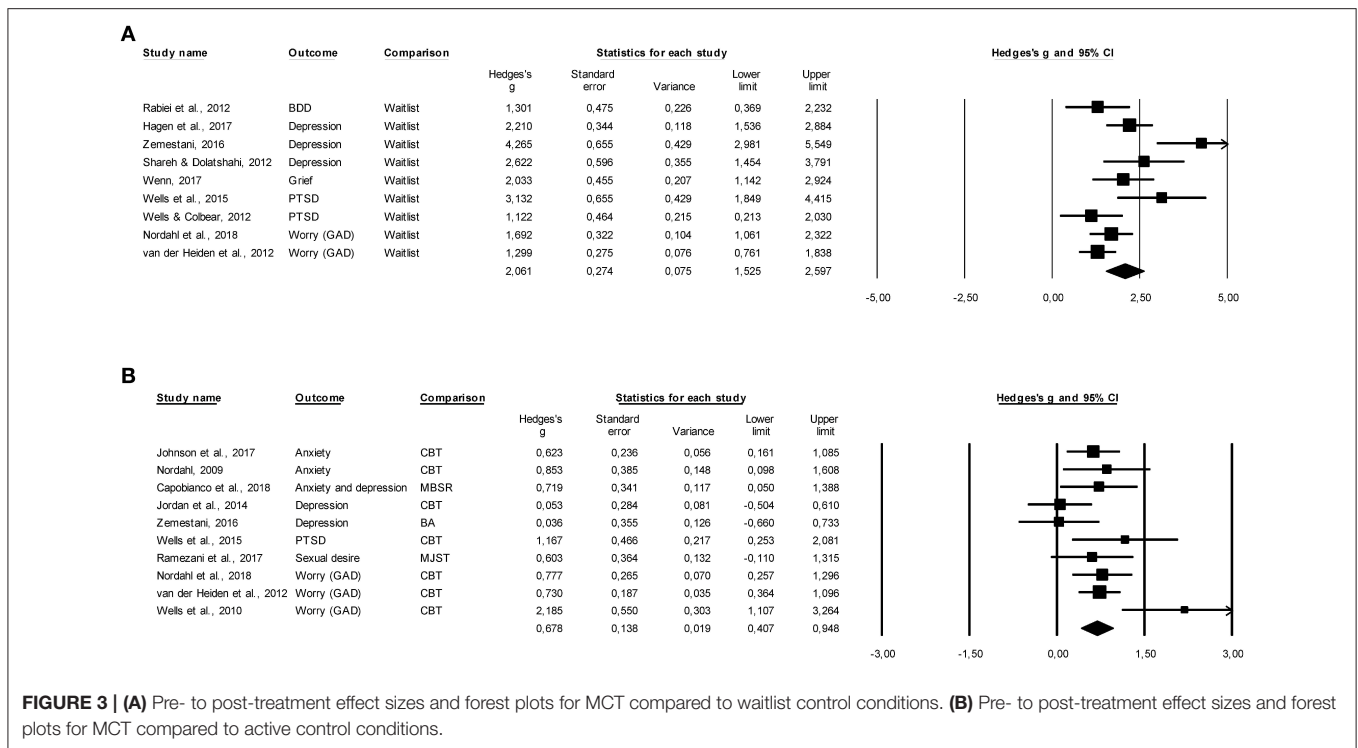 A
Study name Outcome Comparison Statistics for each study Hedges's g and 95% CI
Hedges's Standard Lower Upper
g error Variance limit limit
Rabiei et al., 2012 BDD Waitlist 1,301 0,475 0,226 0,369 2,232
Hagen et al., 2017 Depression Waitlist 2,210 0,344 0,118 1,536 2,884
Zemestani, 2016 Depression Waitlist 4,265 0,655 0,429 2,981 5,549
Shareh & Dolatshahi, 2012 Depression Waitlist 2,622 0,596 0,355 1,454 3,791
Wenn, 2017 Grief Waitlist 2,033 0,455 0,207 1,142 2,924
Wells et al., 2015 PTSD Waitlist 3,132 0,655 0,429 1,849 4,415
Wells & Colbear, 2012 PTSD Waitlist 1,122 0,464 0,215 0,213 2,030
Nordahl et al., 2018 Worry (GAD) Waitlist 1,692 0,322 0,104 1,061 2,322
van der Heiden et al., 2012 Worry (GAD) Waitlist 1,299 0,275 0,076 0,761 1,838
2,061 0,274 0,075 1,525 2,597
-5,00 -2,50 0,00 2,50 5,00
B
Study name Outcome Comparison Statistics for each study Hedges's g and 95% CI
Hedges's Standard Lower Upper
g error Variance limit limit
Johnson et al., 2017 Anxiety CBT 0,623 0,236 0,056 0,161 1,085
Nordahl, 2009 Anxiety CBT 0,853 0,385 0,148 0,098 1,608
Capobianco et al., 2018 Anxiety and depression MBSR 0,719 0,341 0,117 0,050 1,388
Jordan et al., 2014 Depression CBT 0,053 0,284 0,081 -0,504 0,610
Zemestani, 2016 Depression BA 0,036 0,355 0,126 -0,660 0,733
Wells et al., 2015 PTSD CBT 1,167 0,466 0,217 0,253 2,081
Ramezani et al., 2017 Sexual desire MJST 0,603 0,364 0,132 -0,110 1,315
Nordahl et al., 2018 Worry (GAD) CBT 0,777 0,265 0,070 0,257 1,296
van der Heiden et al., 2012 Worry (GAD) CBT 0,730 0,187 0,035 0,364 1,096
Wells et al., 2010 Worry (GAD) CBT 2,185 0,550 0,303 1,107 3,264
0,678 0,138 0,019 0,407 0,948
-3,00 -1,50 0,00 1,50 3,00
FIGURE 3 | (A) Pre- to post-treatment effect sizes and forest plots for MCT compared to waitlist control conditions. (B) Pre- to post-treatment effect sizes and forest
plots for MCT compared to active control conditions.